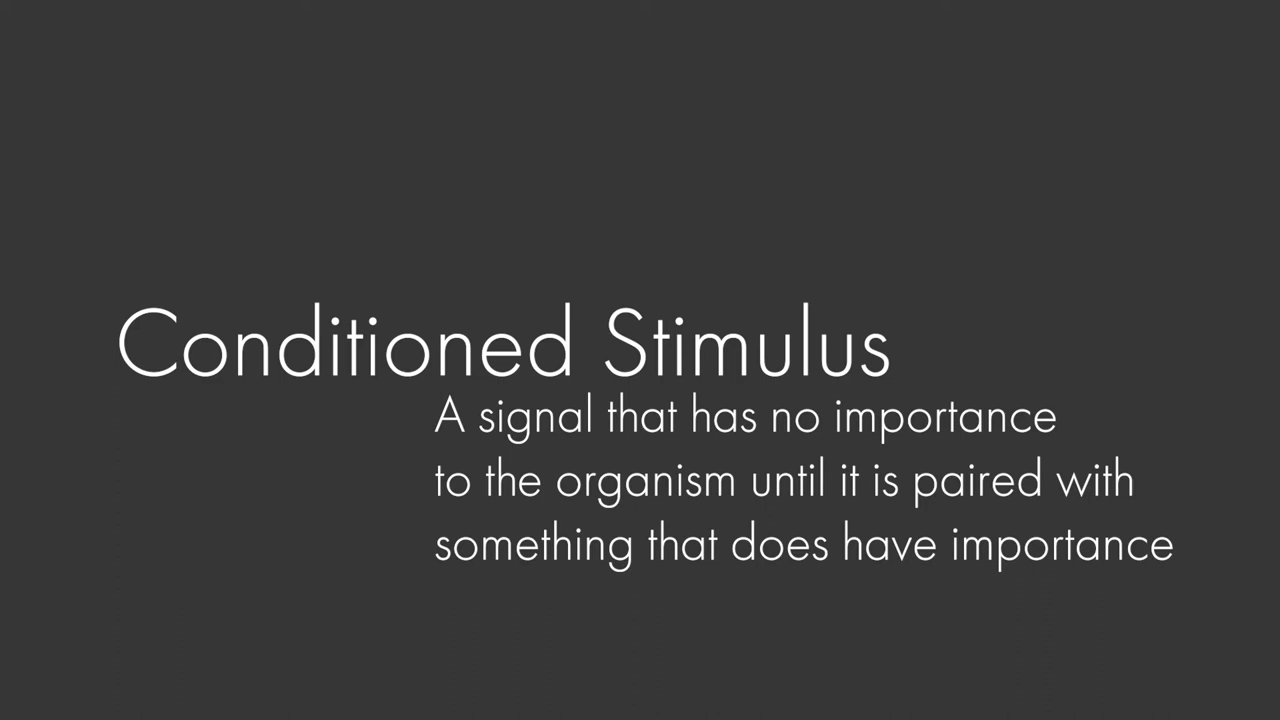 Conditioned Stimulus
A signal that has no importance
to the organism until it is paired with
something that does have importance